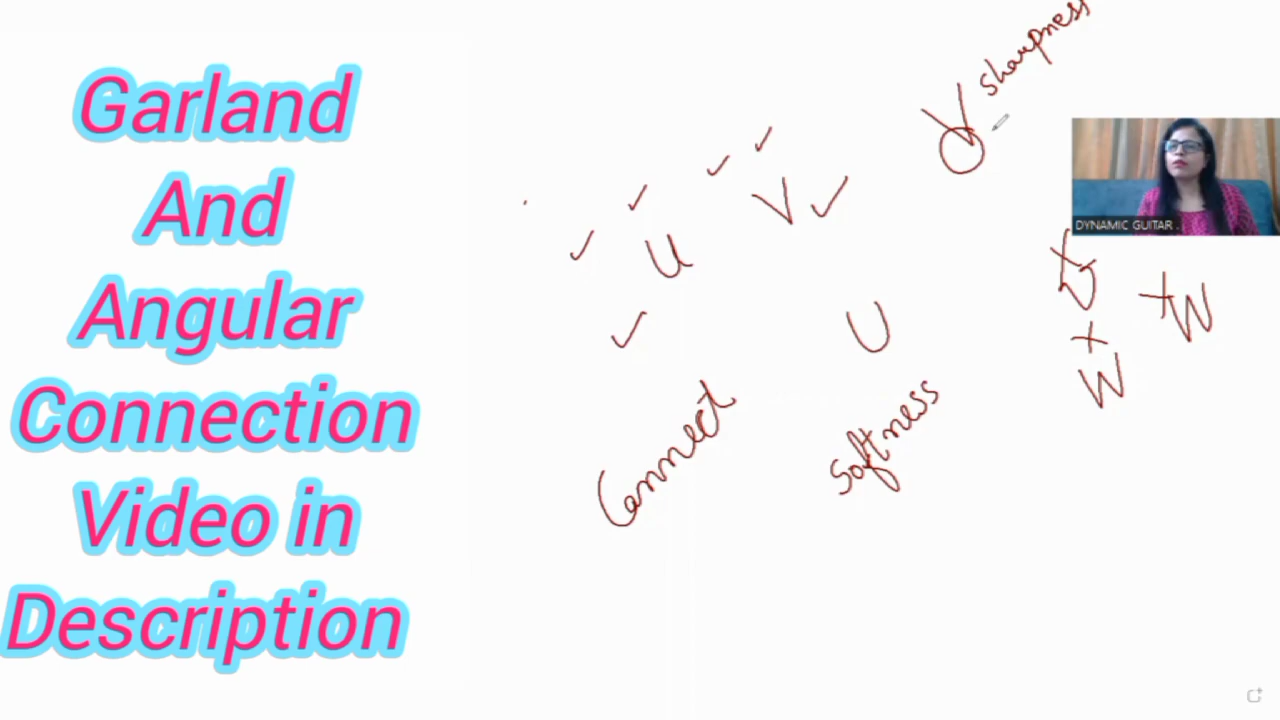 Garland
And
Angular
Connection
Video in
Description
sharpness
V
V
U
U
Connect
Softness
W
W
DYNAMIC GUITAR .